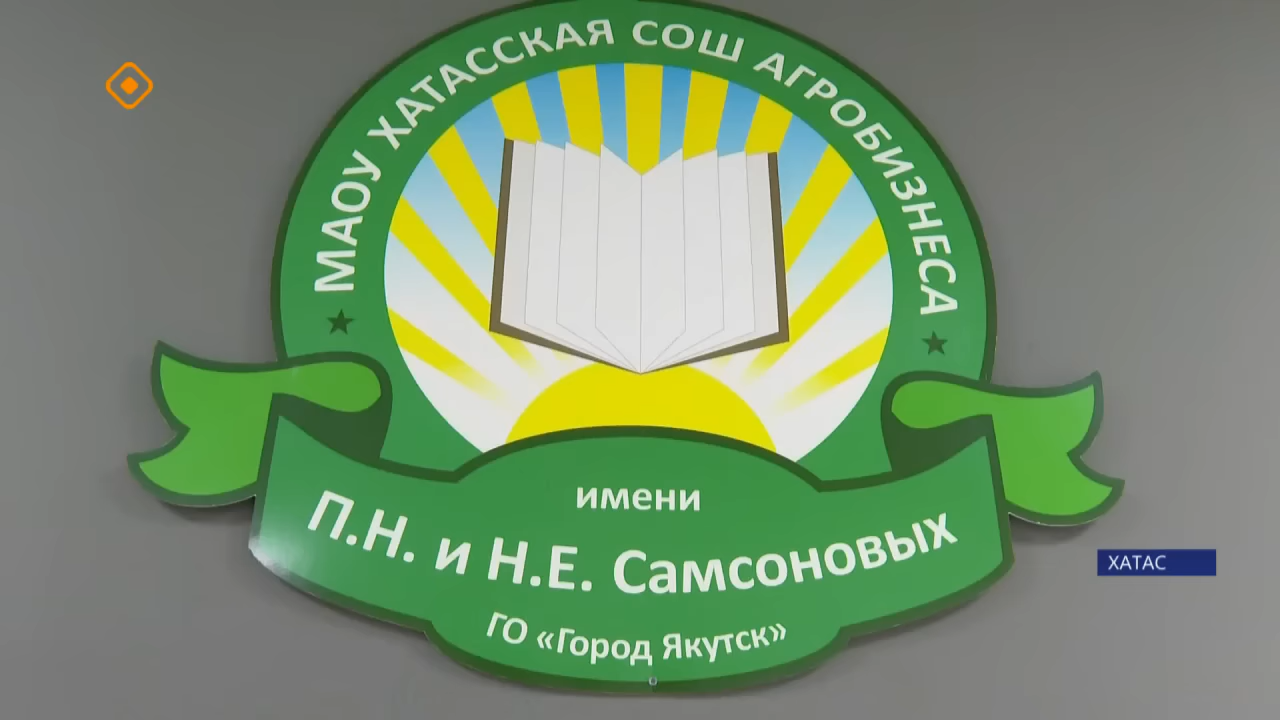 МАОУ ХАТАССКАЯ СОШ АГРОБИЗНЕСА
имени
П.Н. и Н.Е. Самсоновых
ГО «Город Якутск»
ХАТАС